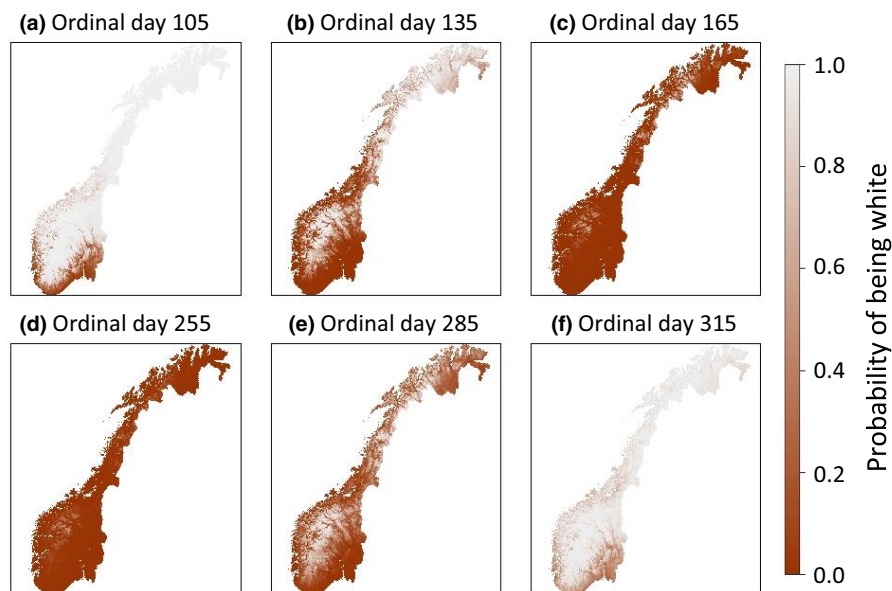 (a) Ordinal day 105
(b) Ordinal day 135
(c) Ordinal day 165
(d) Ordinal day 255
(e) Ordinal day 285
(f) Ordinal day 315
1.0
0.8
0.6
0.4
0.2
0.0
Probability of being white